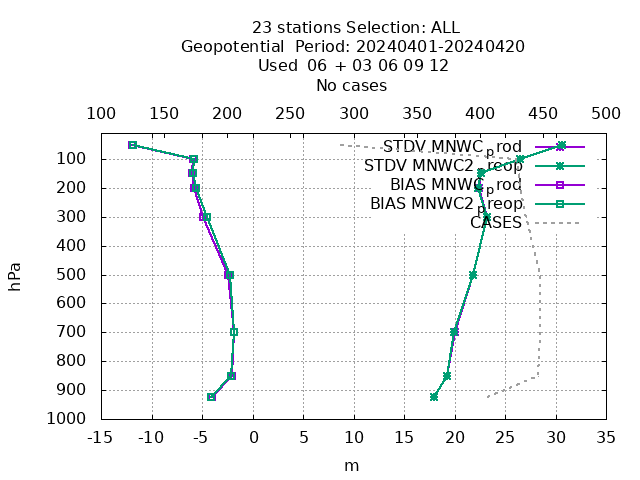 23 stations Selection: ALL
Geopotential  Period: 20240401-20240420
Used  06 + 03 06 09 12
No cases
100 150 200 250 300 350 400 450 500
STDV MNWC_prod
STDV MNWC2_preop
BIAS MNWC_prod
BIAS MNWC2_preop
CASES
100
200
300
400
500
600
700
800
900
1000
hPa
-15 -10 -5 0 5 10 15 20 25 30 35
m